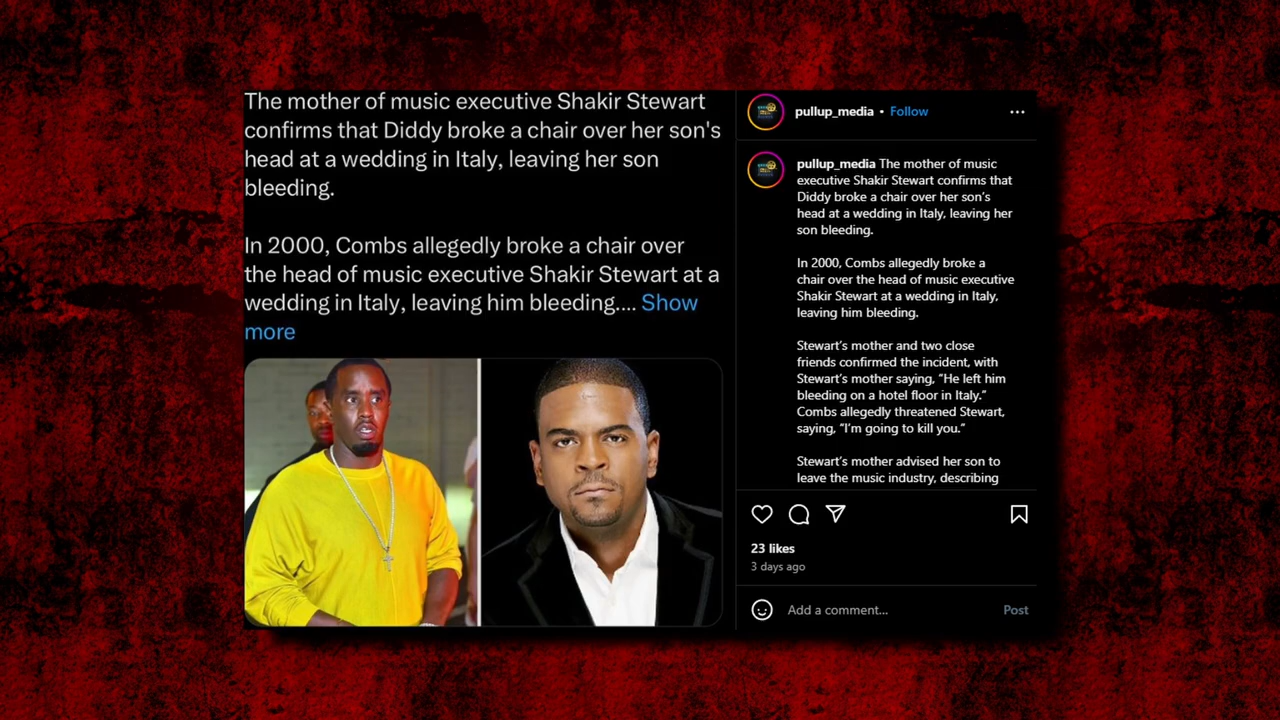 The mother of music executive Shakir Stewart
confirms that Diddy broke a chair over her son's
head at a wedding in Italy, leaving her son
bleeding.
In 2000, Combs allegedly broke a chair over
the head of music executive Shakir Stewart at a
wedding in Italy, leaving him bleeding.... Show
more
pullup_media • Follow
pullup_media The mother of music
executive Shakir Stewart confirms that
Diddy broke a chair over her son’s
head at a wedding in Italy, leaving her
son bleeding.
In 2000, Combs allegedly broke a
chair over the head of music executive
Shakir Stewart at a wedding in Italy,
leaving him bleeding.
Stewart’s mother and two close
friends confirmed the incident, with
Stewart’s mother saying, “He left him
bleeding on a hotel floor in Italy.”
Combs allegedly threatened Stewart,
saying, “I’m going to kill you.”
Stewart’s mother advised her son to
leave the music industry, describing
23 likes
3 days ago
Add a comment...
Post